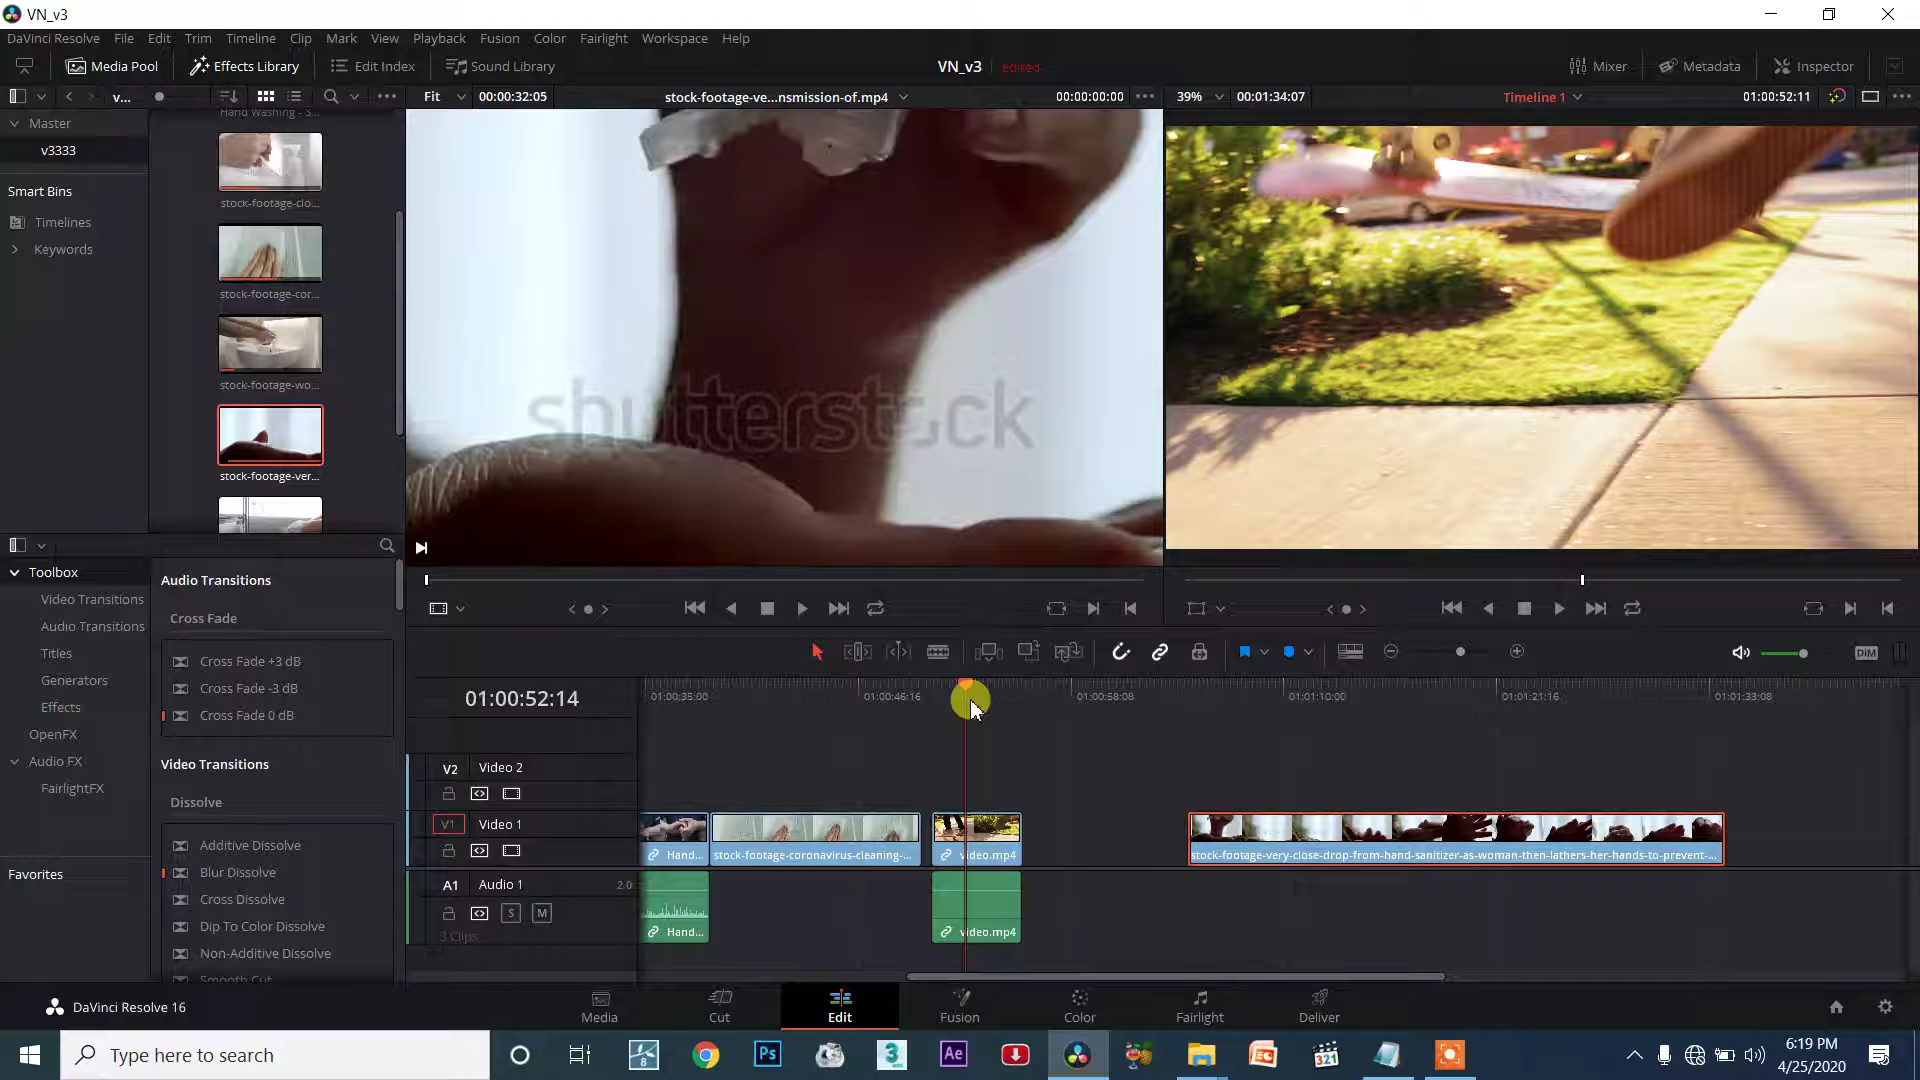 VN_v3
DaVinci Resolve File Edit Trim Timeline Clip Mark View Playback Fusion Color Fairlight Workspace Help
Media Pool Effects Library Edit Index Sound Library VN_v3 Edited Mixer Metadata Inspector
v... Fit 00:00:32:05 stock-footage-ve...nsmission-of.mp4 00:00:00:00 39% 00:01:34:07 Timeline 1 01:00:52:11
Hand Washing - S...
Master
v3333
Smart Bins
Timelines
Keywords
stock-footage-clo...
stock-footage-cor...
stock-footage-wo...
stock-footage-ver...
shutterstock
Toolbox
Video Transitions
Audio Transitions
Titles
Generators
Effects
OpenFX
Audio FX
FairlightFX
Favorites
Audio Transitions
Cross Fade
Cross Fade +3 dB
Cross Fade -3 dB
Cross Fade 0 dB
Video Transitions
Dissolve
Additive Dissolve
Blur Dissolve
Cross Dissolve
Dip To Color Dissolve
Non-Additive Dissolve
Smooth Cut
DIM
01:00:52:14
01:00:35:00 01:00:46:16 01:00:58:08 01:01:10:00 01:01:21:16 01:01:33:08
V2 Video 2
V1 Video 1
Hand... stock-footage-coronavirus-cleaning-... video.mp4 stock-footage-very-close-drop-from-hand-sanitizer-as-woman-then-lathers-her-hands-to-prevent-...
A1 Audio 1 2.0
S M
3 Clips
Hand... video.mp4
DaVinci Resolve 16
Media Cut Edit Fusion Color Fairlight Deliver
Type here to search
8
Ps
3
Ae
321
6:19 PM
4/25/2020